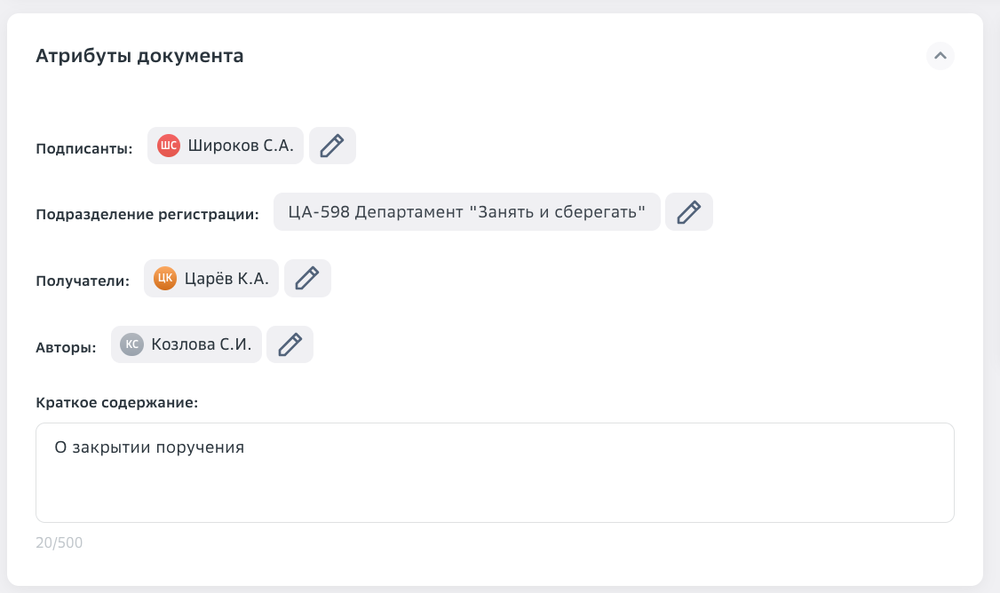 Атрибуты документа
Подписанты: ШС Широков С.А.
Подразделение регистрации: ЦА-598 Департамент "Занять и сберегать"
Получатели: ЦК Царёв К.А.
Авторы: КС Козлова С.И.
Краткое содержание:
О закрытии поручения
20/500